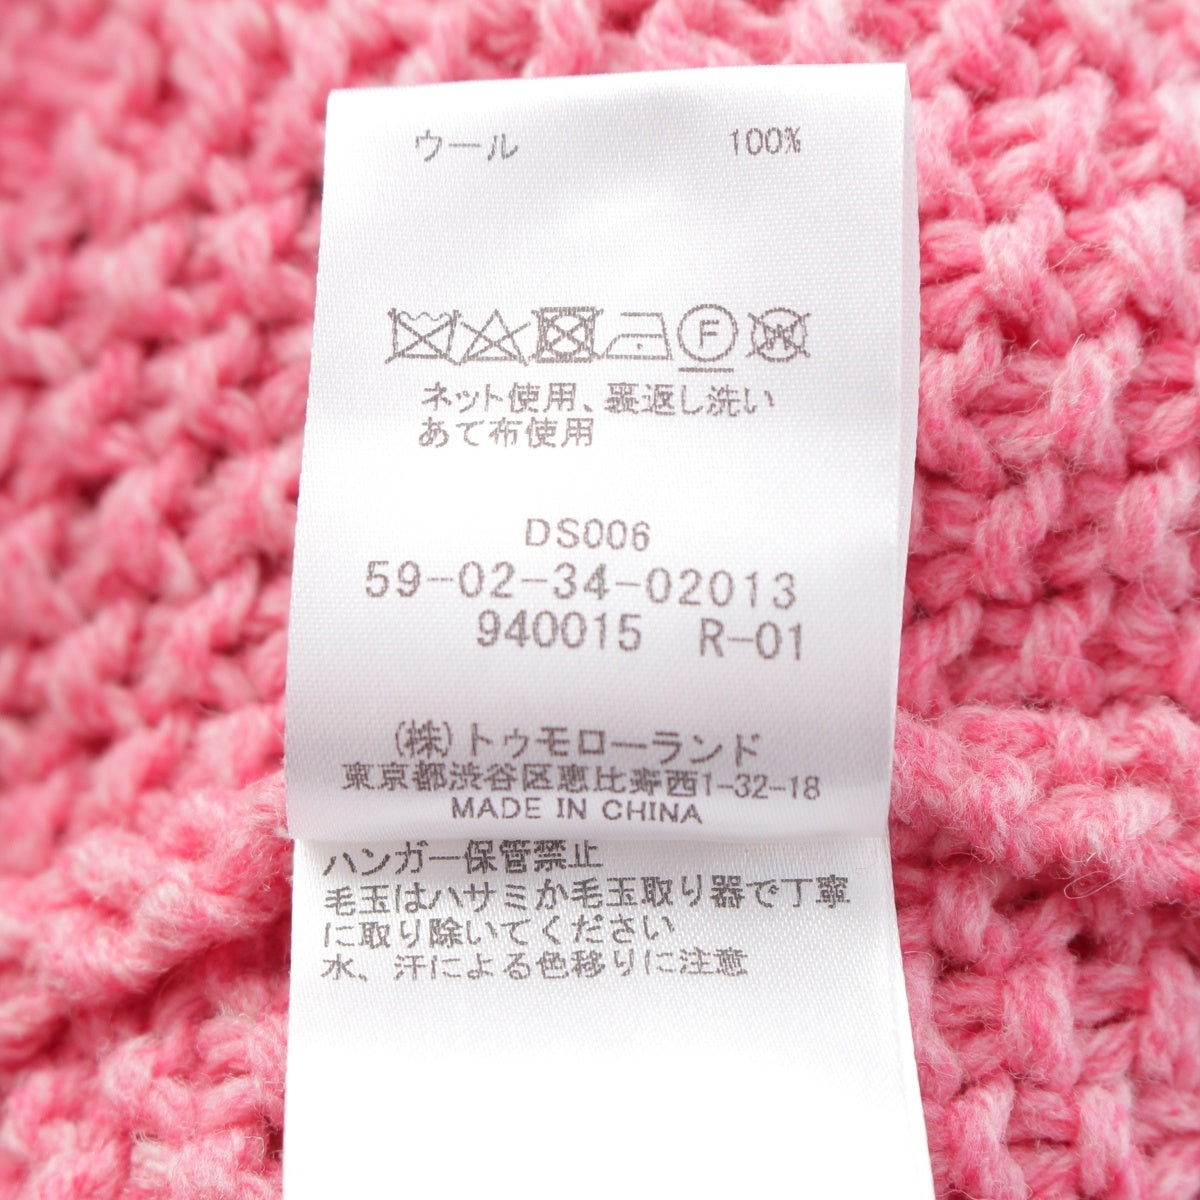 ウール 100%
F W
ネット使用、裏返し洗い
あて布使用
DS006
59-02-34-02013
940015 R-01
(株)トゥモローランド
東京都渋谷区恵比寿西1-32-18
MADE IN CHINA
ハンガー保管禁止
毛玉はハサミか毛玉取り器で丁寧
に取り除いてください
水、汗による色移りに注意